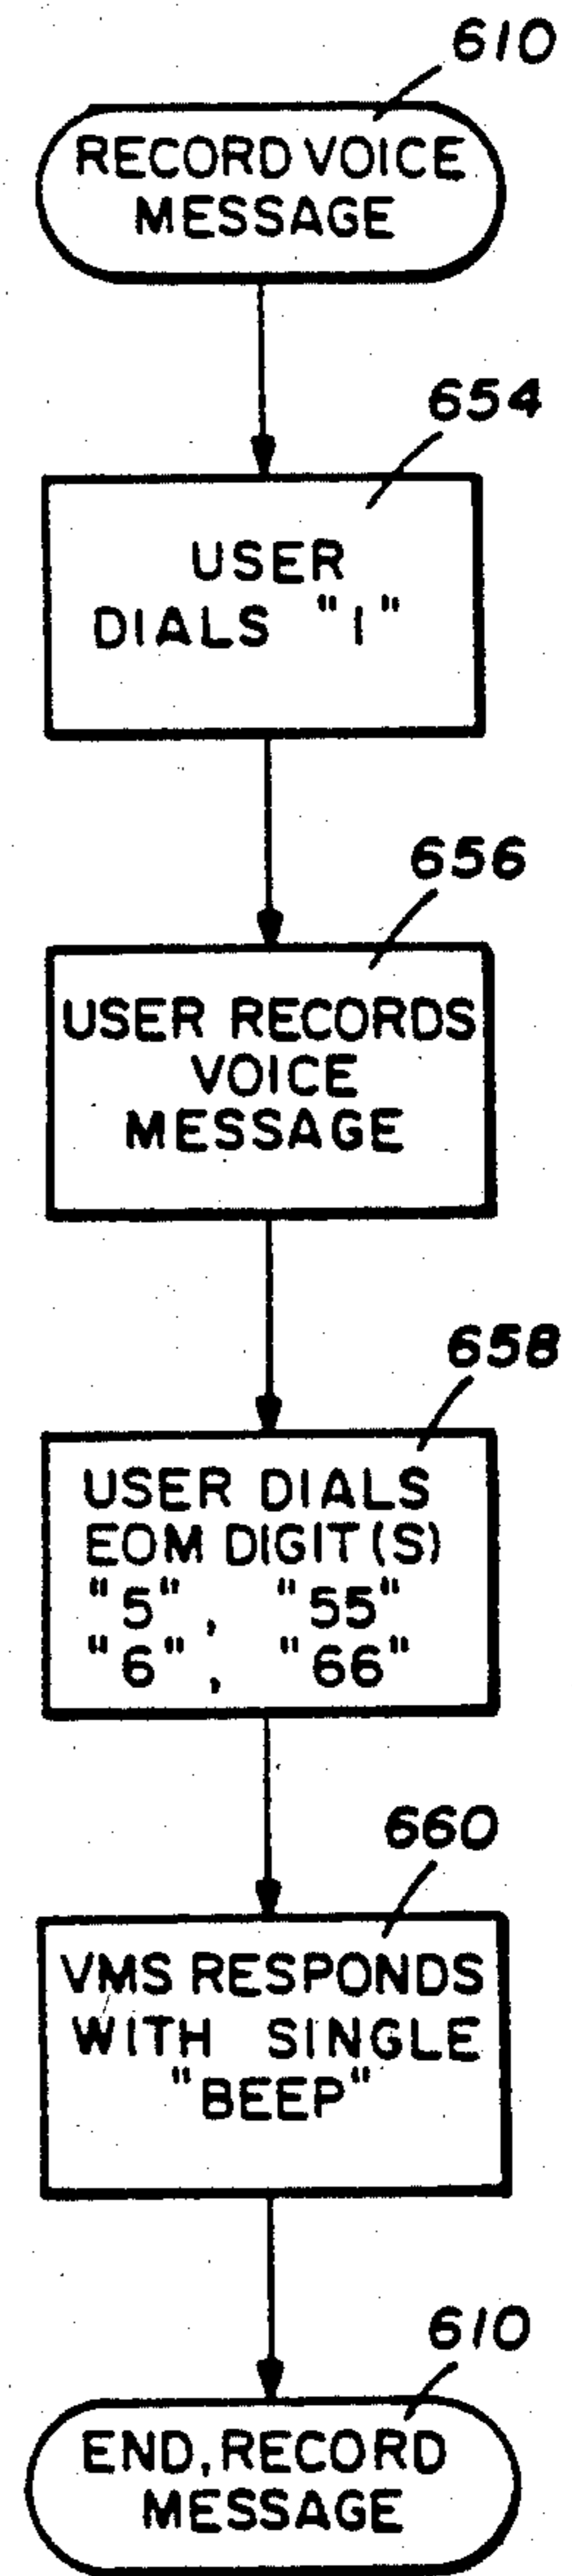 610
RECORD VOICE
MESSAGE
654
USER
DIALS "1"
656
USER RECORDS
VOICE
MESSAGE
658
USER DIALS
EOM DIGIT(S)
"5", "55"
"6", "66"
660
VMS RESPONDS
WITH SINGLE
"BEEP"
610
END, RECORD
MESSAGE